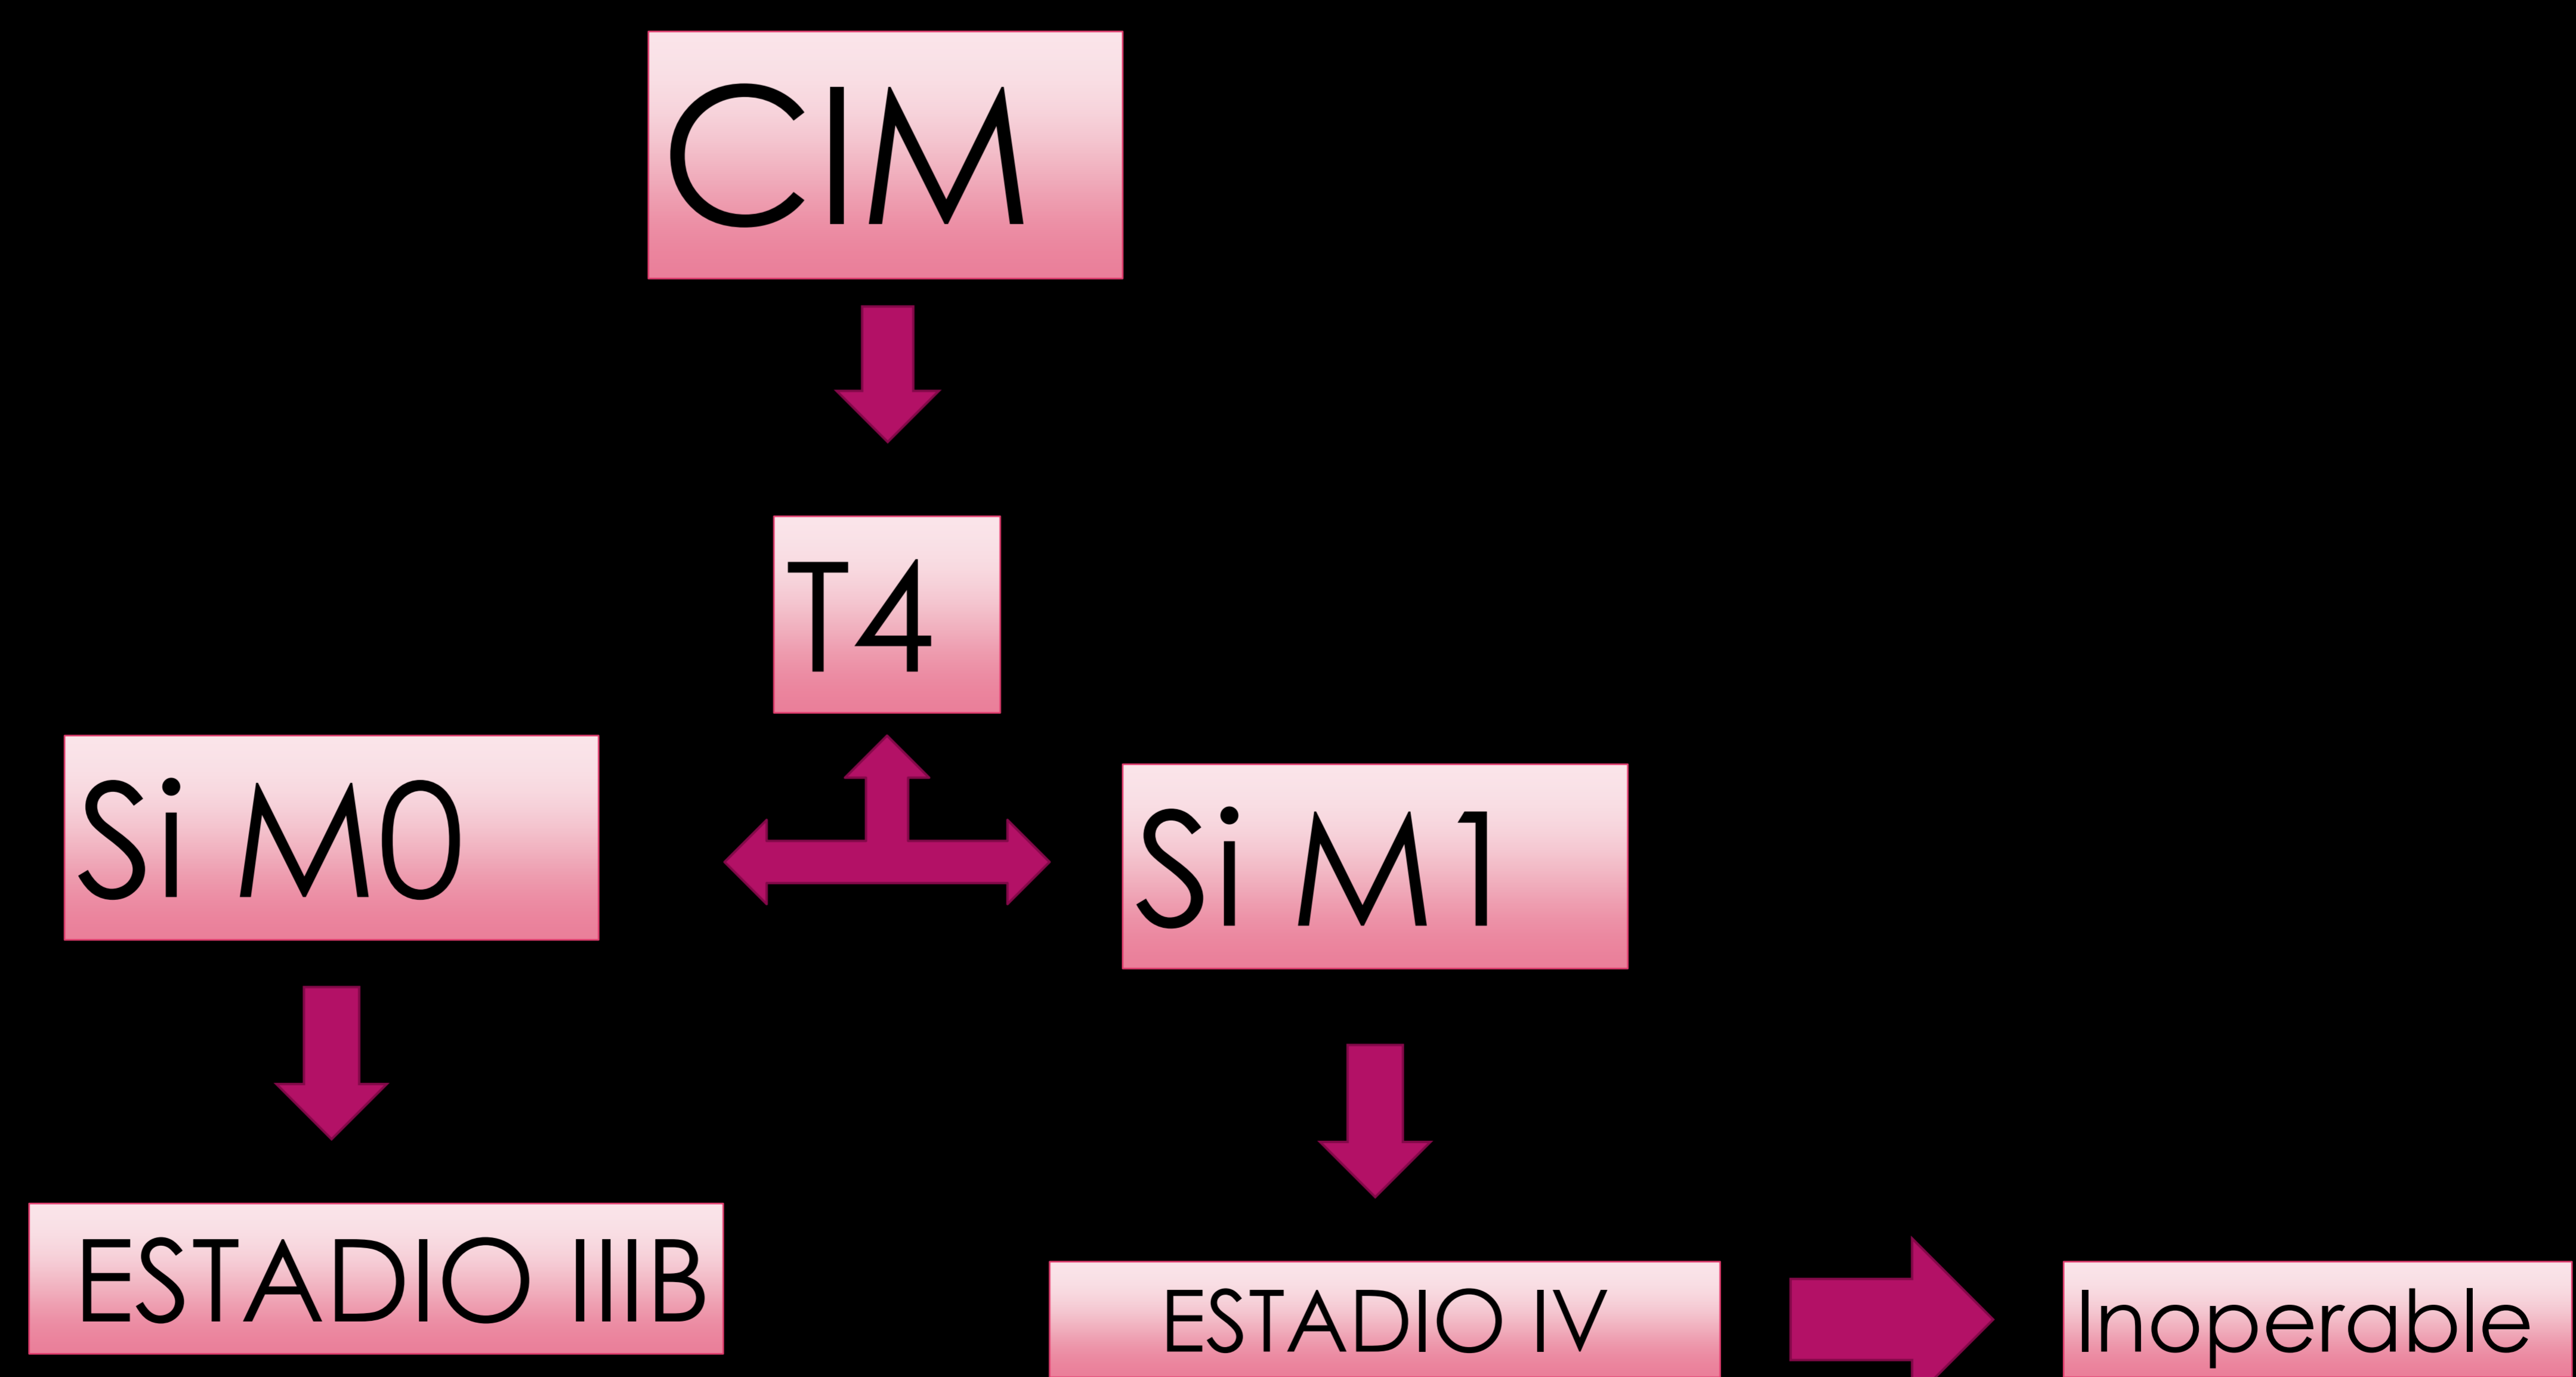 CIM
T4
Si M0
Si M1
ESTADIO IIIB
ESTADIO IV
Inoperable